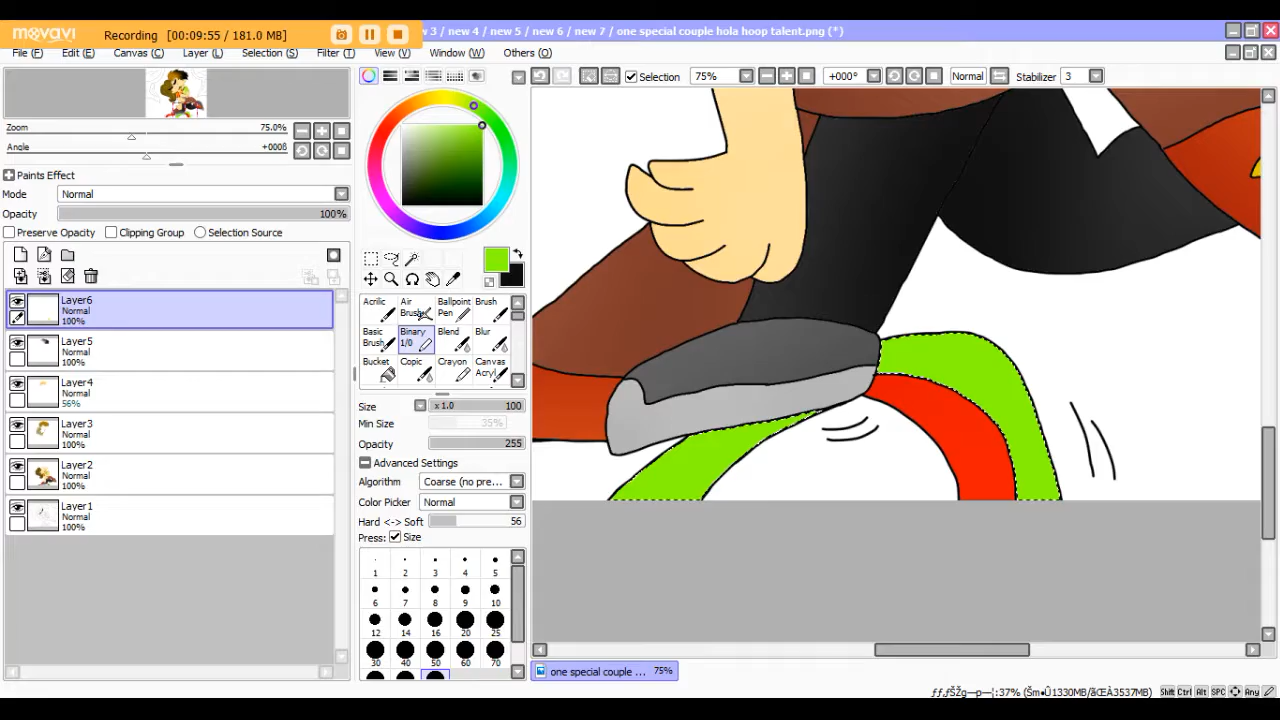 movavi Recording [00:09:55 / 181.0 MB]
w 3 / new 4 / new 5 / new 6 / new 7 / one special couple hola hoop talent.png (*)
File (F) Edit (E) Canvas (C) Layer (L) Selection (S) Filter (T) View (V) Window (W) Others (O)
Selection 75% +000° Normal Stabilizer 3
Zoom 75.0%
Angle +000ß
Paints Effect
Mode Normal
Opacity 100%
Preserve Opacity Clipping Group Selection Source
Layer6
Normal
100%
Layer5
Normal
100%
Layer4
Normal
56%
Layer3
Normal
100%
Layer2
Normal
100%
Layer1
Normal
100%
Acrilic Air Brush Ballpoint Pen Brush
Basic Brush Binary 1/0 Blend Blur
Bucket Copic Crayon Canvas Acryl
Size x 1.0 100
Min Size 35%
Opacity 255
Advanced Settings
Algorithm Coarse (no pre...
Color Picker Normal
Hard <-> Soft 56
Press: Size
1 2 3 4 5
6 7 8 9 10
12 14 16 20 25
30 40 50 60 70
one special couple ... 75%
Shift Ctrl Alt SPC Any